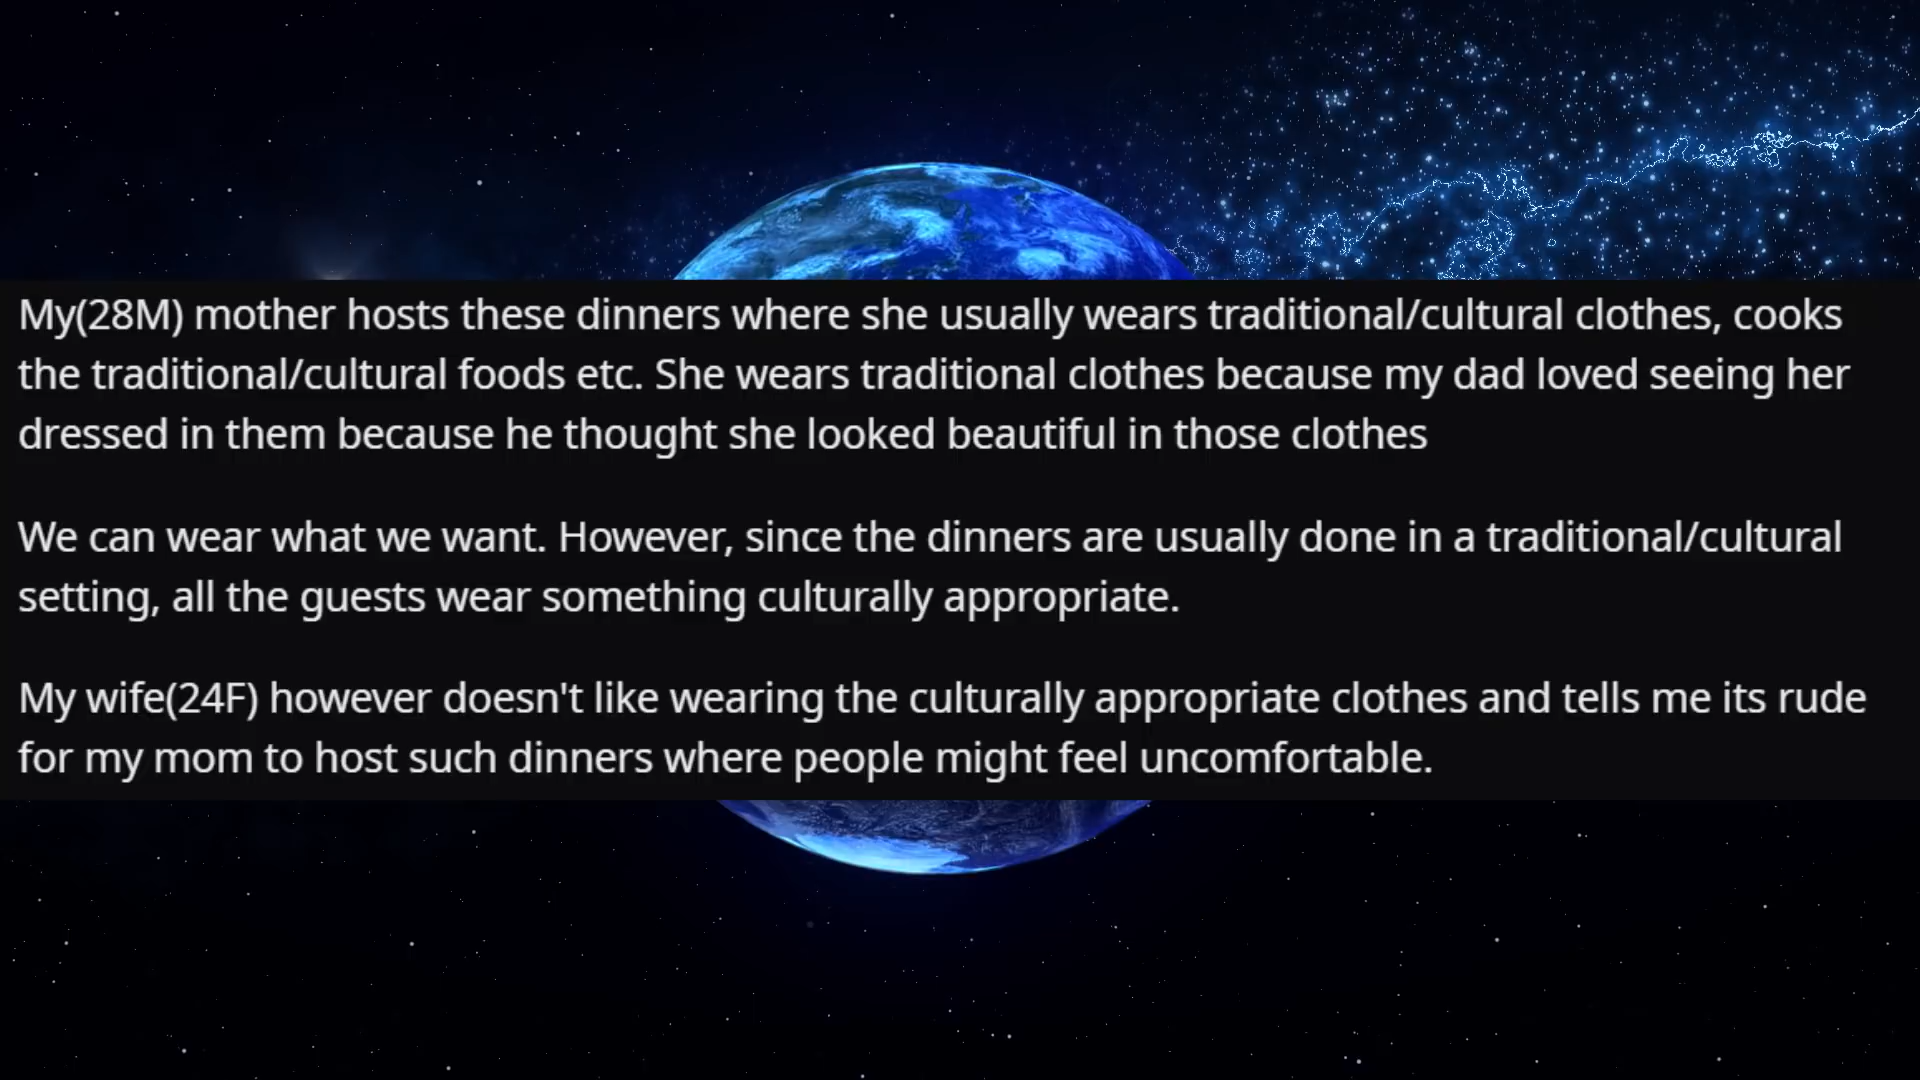 My(28M) mother hosts these dinners where she usually wears traditional/cultural clothes, cooks
the traditional/cultural foods etc. She wears traditional clothes because my dad loved seeing her
dressed in them because he thought she looked beautiful in those clothes
We can wear what we want. However, since the dinners are usually done in a traditional/cultural
setting, all the guests wear something culturally appropriate.
My wife(24F) however doesn't like wearing the culturally appropriate clothes and tells me its rude
for my mom to host such dinners where people might feel uncomfortable.